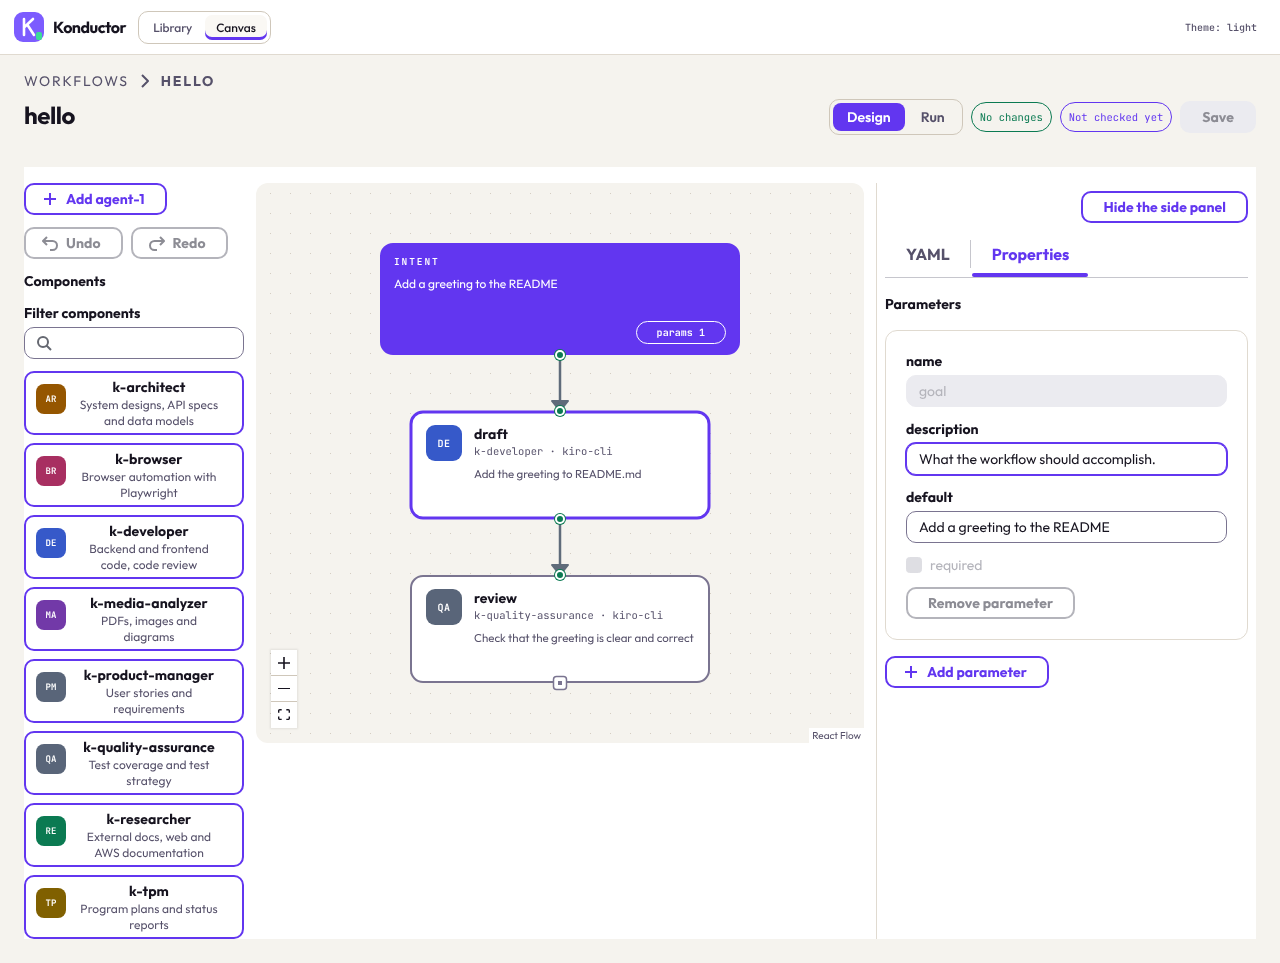 Konductor
Library
Canvas
Theme: light
WORKFLOWS
HELLO
hello
Design
Run
No changes
Not checked yet
Save
Add agent-1
Undo
Redo
Components
Filter components
AR
k-architect
System designs, API specs
and data models
BR
k-browser
Browser automation with
Playwright
DE
k-developer
Backend and frontend
code, code review
MA
k-media-analyzer
PDFs, images and
diagrams
PM
k-product-manager
User stories and
requirements
QA
k-quality-assurance
Test coverage and test
strategy
RE
k-researcher
External docs, web and
AWS documentation
TP
k-tpm
Program plans and status
reports
INTENT
Add a greeting to the README
params 1
DE
draft
k-developer · kiro-cli
Add the greeting to README.md
QA
review
k-quality-assurance · kiro-cli
Check that the greeting is clear and correct
React Flow
Hide the side panel
YAML
Properties
Parameters
name
goal
description
What the workflow should accomplish.
default
Add a greeting to the README
required
Remove parameter
Add parameter